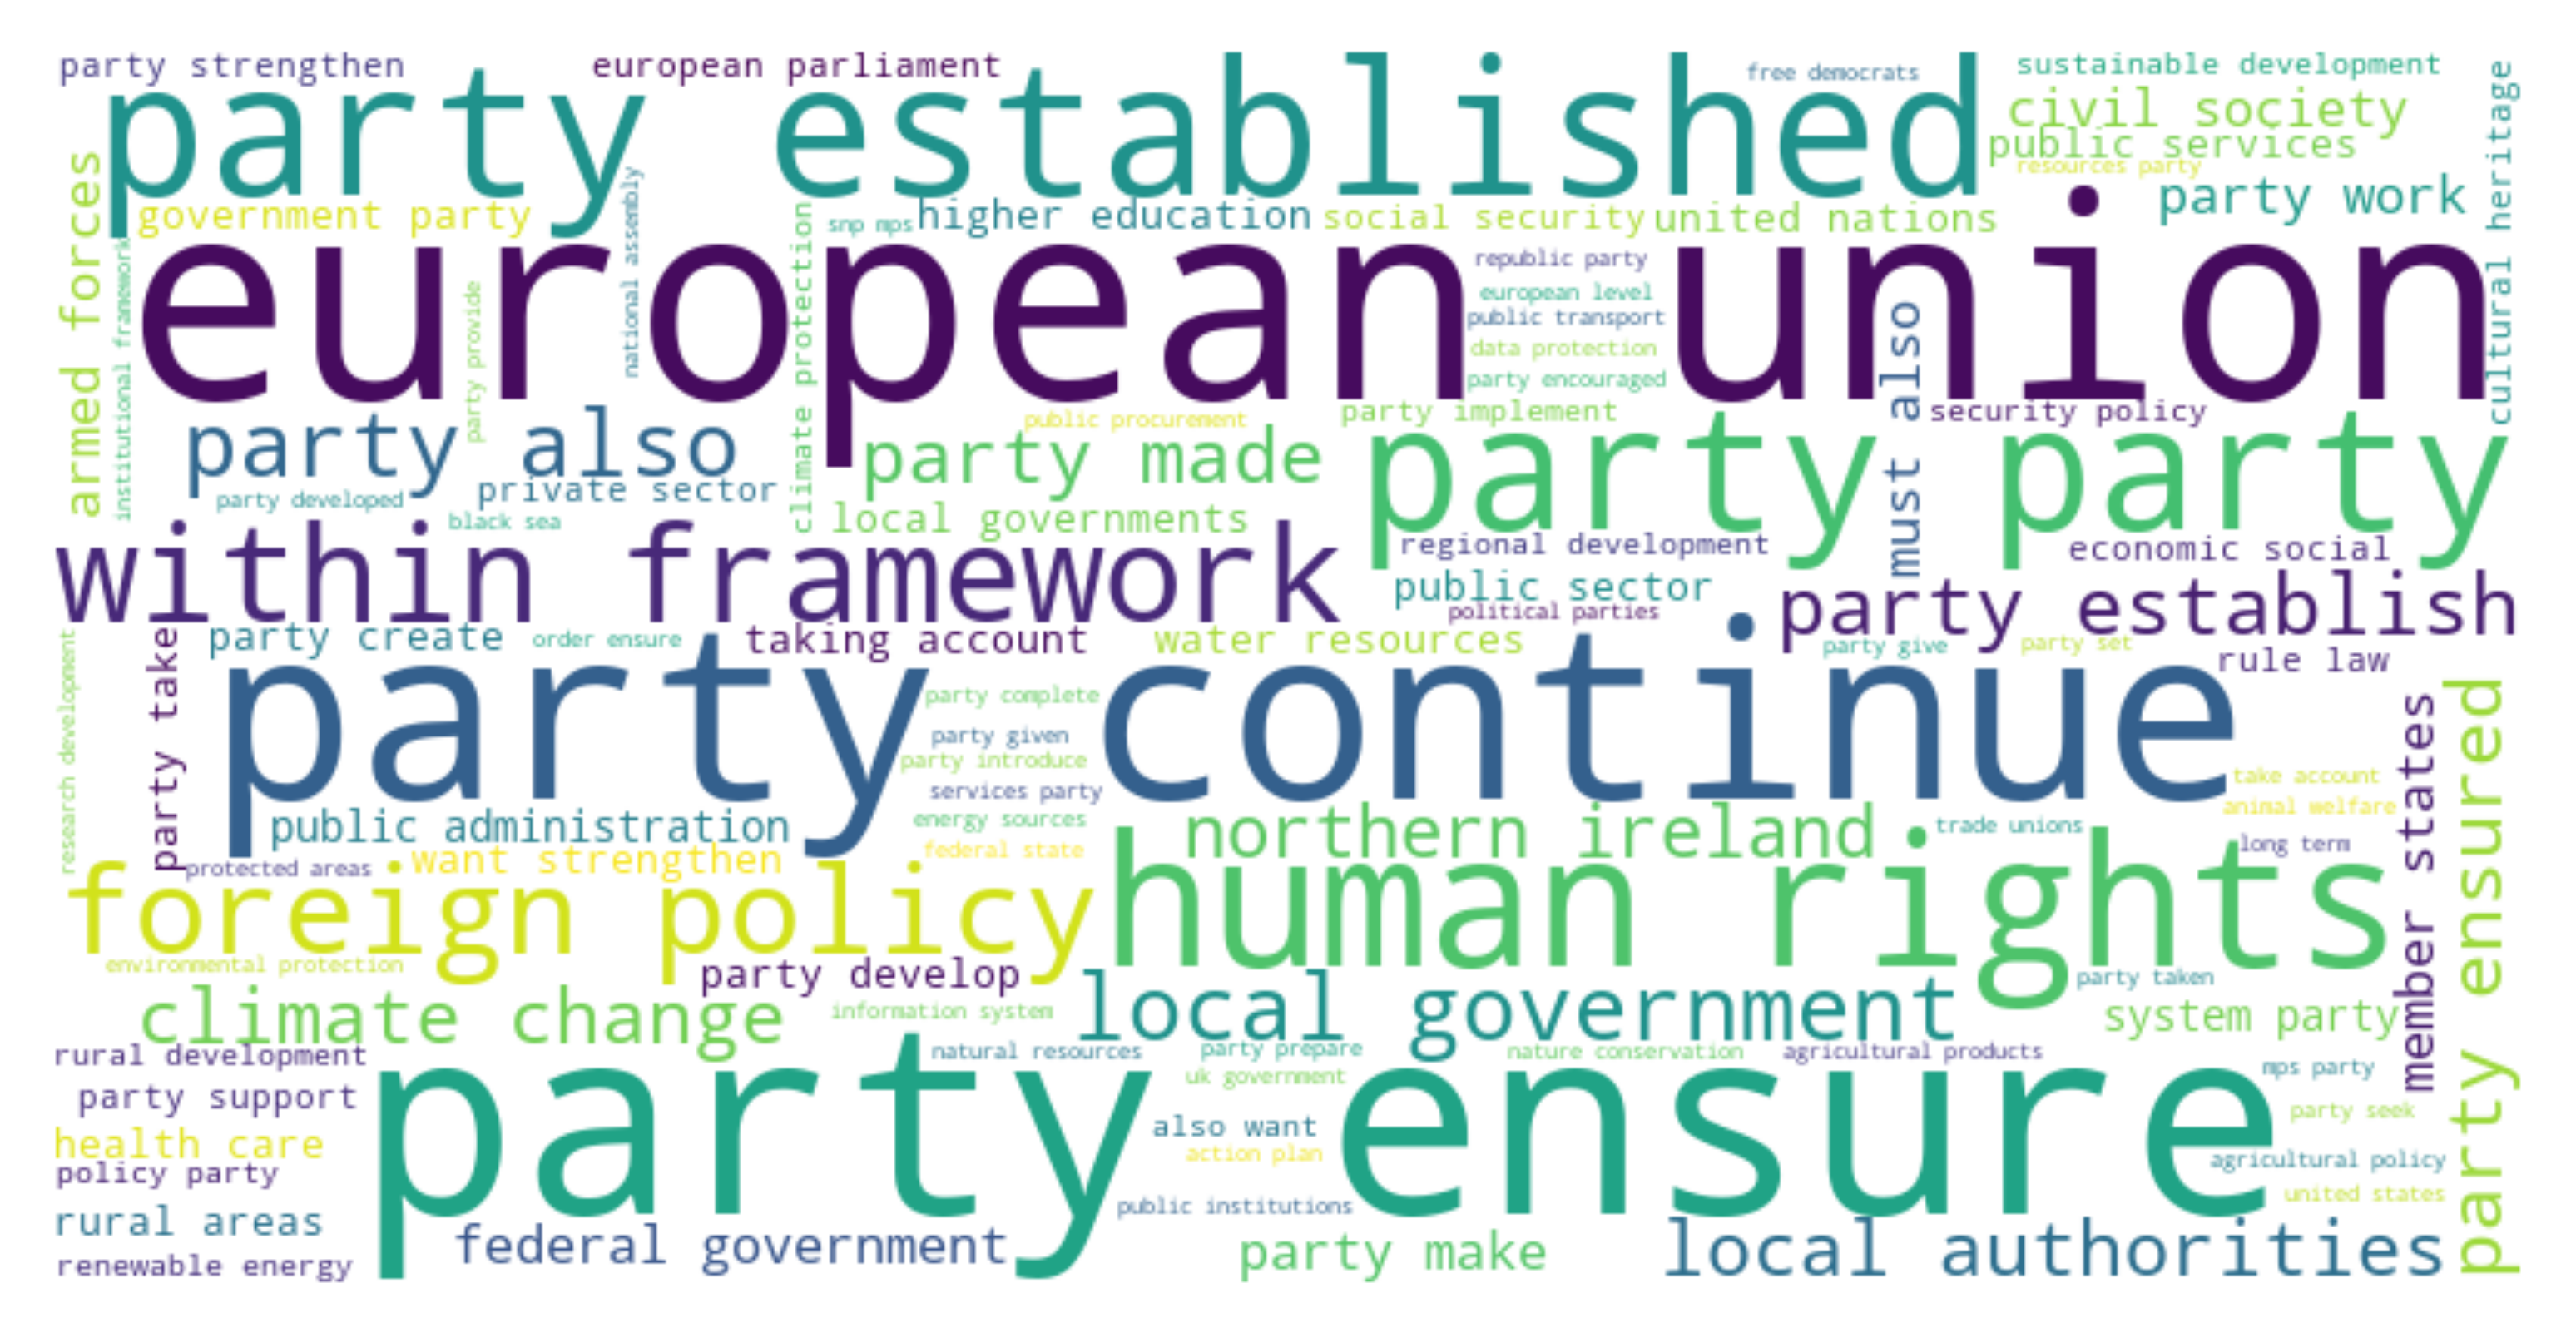 party strengthen
european parliament
free democrats
sustainable development
party established
civil society
public services
resources party
cultural heritage
armed forces
government party
national assembly
snp mps
higher education
social security
united nations
party work
european union
institutional framework
party provide
climate protection
republic party
european level
public transport
data protection
party encouraged
must also
party also
public procurement
party implement
security policy
party made
party party
private sector
party developed
black sea
local governments
within framework
regional development
economic social
public sector
political parties
party establish
research development
party take
party create
order ensure
taking account
water resources
party give
party set
rule law
party continue
party complete
party given
party introduce
services party
member states
party ensured
take account
animal welfare
public administration
energy sources
northern ireland
trade unions
long term
want strengthen
federal state
protected areas
foreign policy
human rights
environmental protection
party develop
party taken
climate change
information system
local government
system party
rural development
natural resources
party prepare
nature conservation
agricultural products
party ensure
uk government
mps party
party support
party seek
also want
health care
action plan
agricultural policy
policy party
united states
public institutions
rural areas
federal government
party make
local authorities
renewable energy